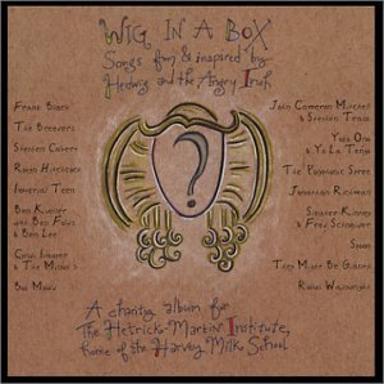 WIG IN A BOX
Songs from & inspired by
Hedwig and the Angry Inch
Frank Black
The Breeders
Stephen Colbert
Robyn Hitchcock
Imperial Teen
Ben Kweller
with Ben Folds
& Ben Lee
Cyndi Lauper
& The Minus 5
Bob Mould
John Cameron Mitchell
& Stephen Trask
Yoko Ono
& Yo La Tengo
The Polyphonic Spree
Jonathan Richman
Sleater-Kinney
& Fred Schneider
Spoon
They Might Be Giants
Rufus Wainwright
?
A charity album for
The Hetrick-Martin Institute,
home of the Harvey Milk School